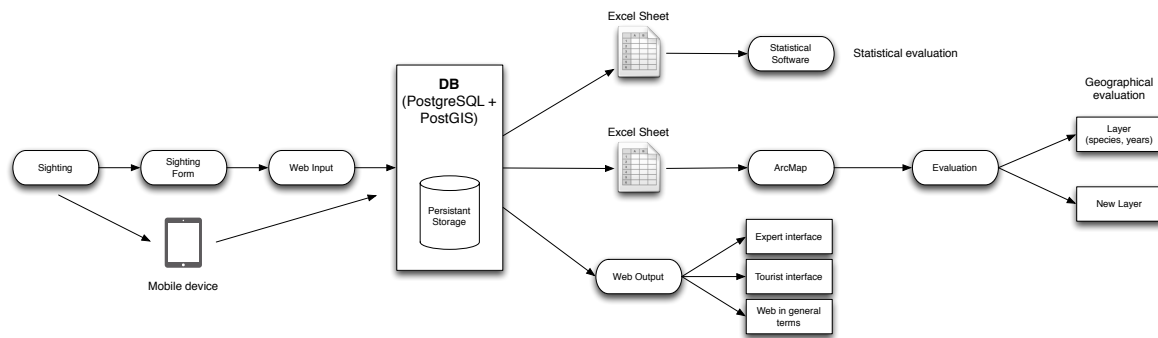 Excel Sheet
Statistical
Software
Statistical evaluation
DB
(PostgreSQL +
PostGIS)
Persistant
Storage
Geographical
evaluation
Layer
(species, years)
New Layer
Sighting
Sighting
Form
Web Input
Mobile device
Excel Sheet
ArcMap
Evaluation
Web Output
Expert interface
Tourist interface
Web in general
terms